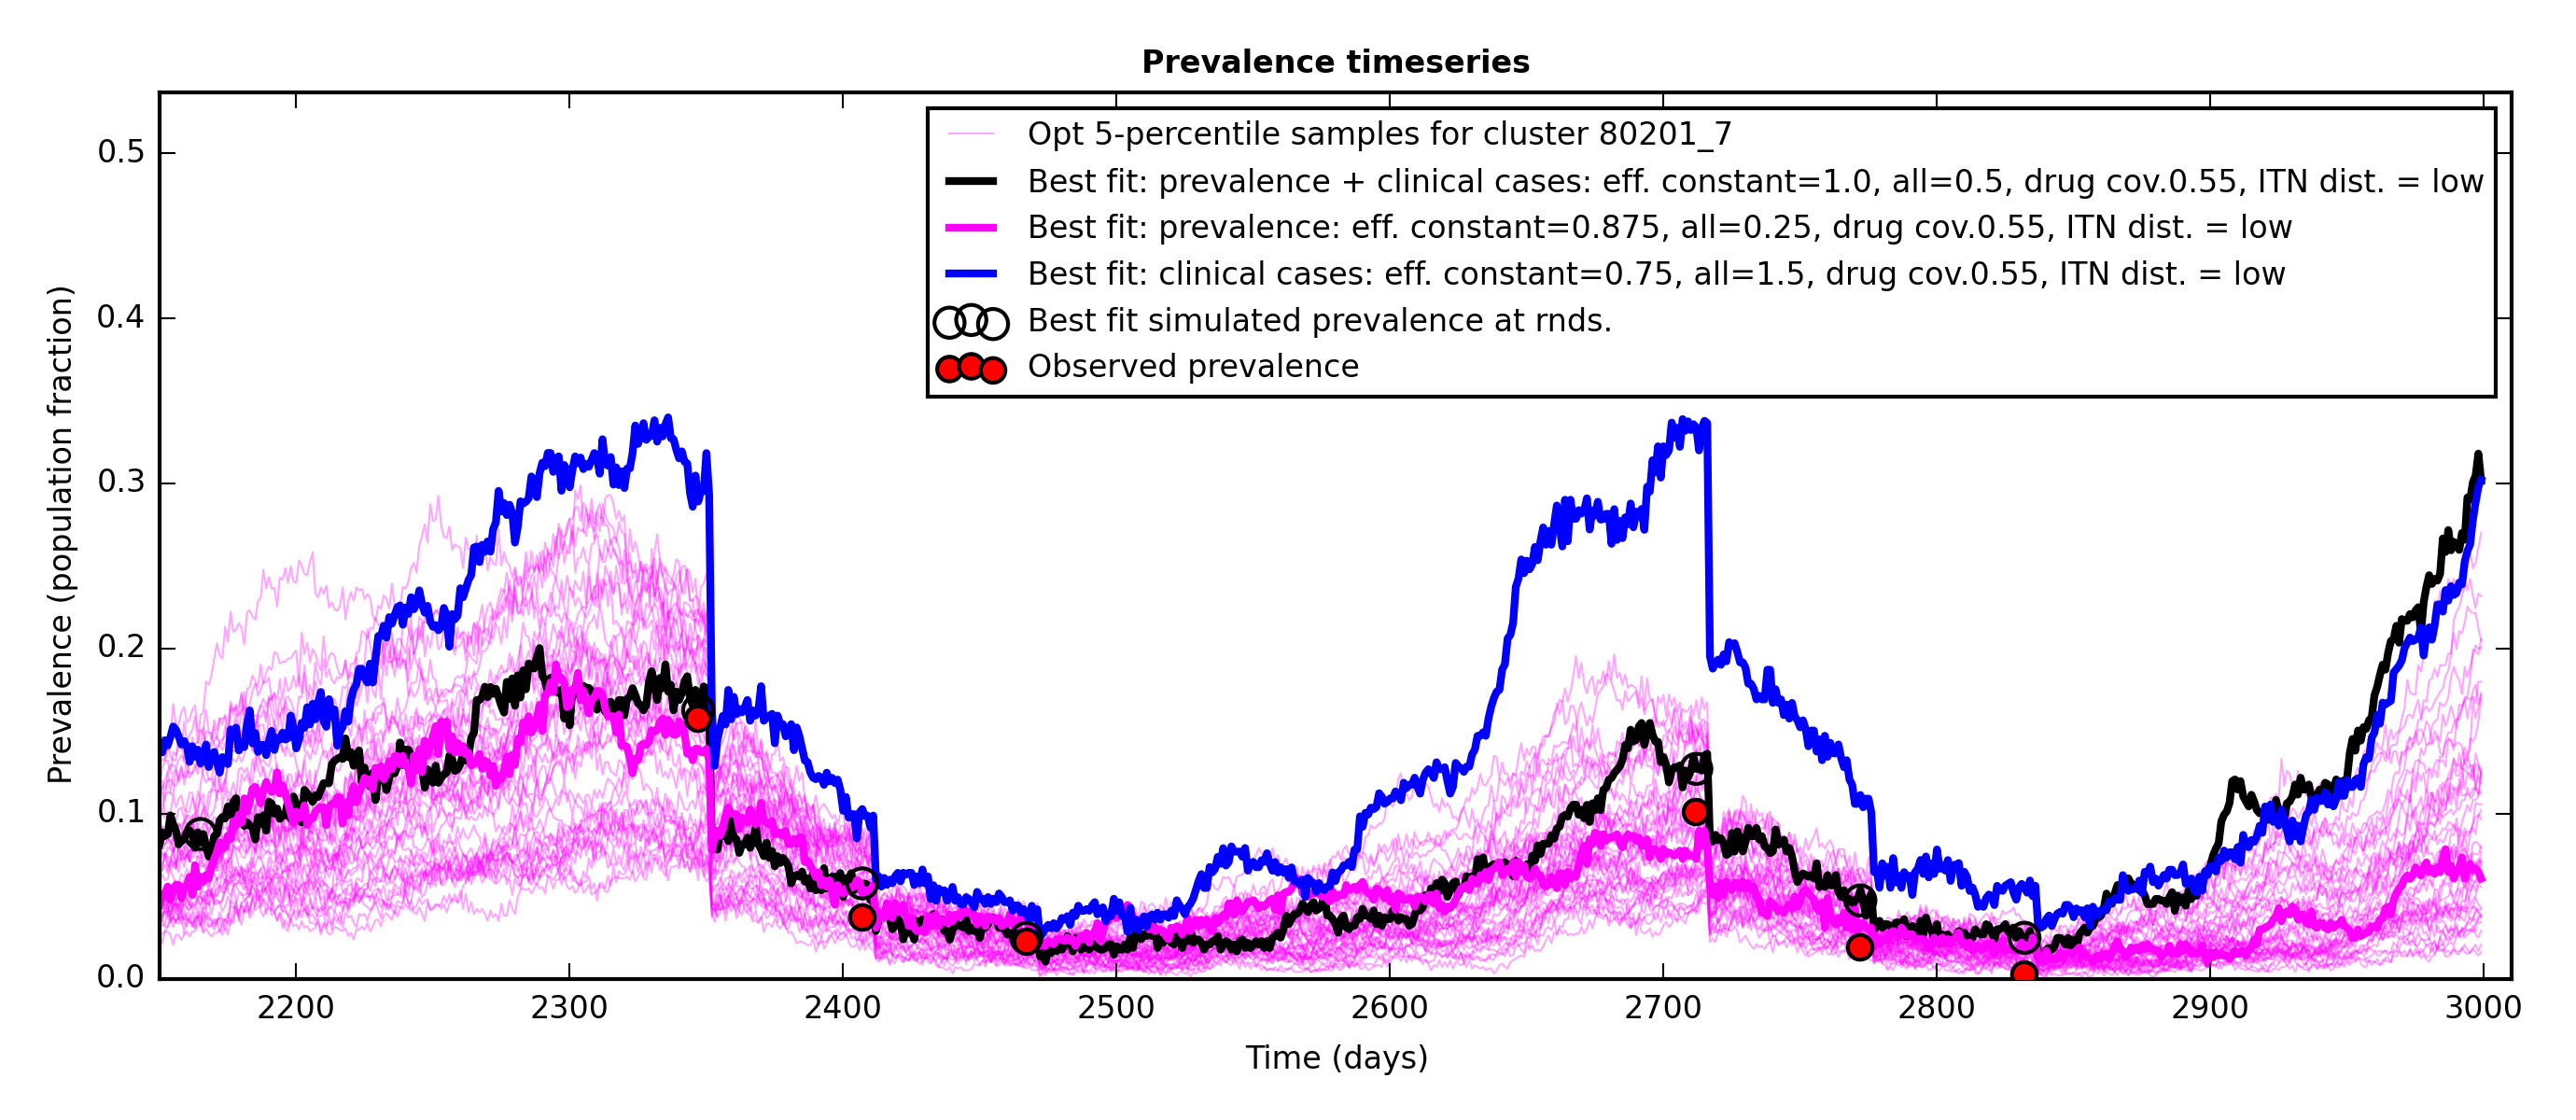 Prevalence timeseries
Opt 5-percentile samples for cluster 80201_7
Best fit: prevalence + clinical cases: eff. constant=1.0, all=0.5, drug cov.0.55, ITN dist. = low
Best fit: prevalence: eff. constant=0.875, all=0.25, drug cov.0.55, ITN dist. = low
Best fit: clinical cases: eff. constant=0.75, all=1.5, drug cov.0.55, ITN dist. = low
Best fit simulated prevalence at rnds.
Observed prevalence
Prevalence (population fraction)
0.5
0.4
0.3
0.2
0.1
0.0
2200 2300 2400 2500 2600 2700 2800 2900 3000
Time (days)